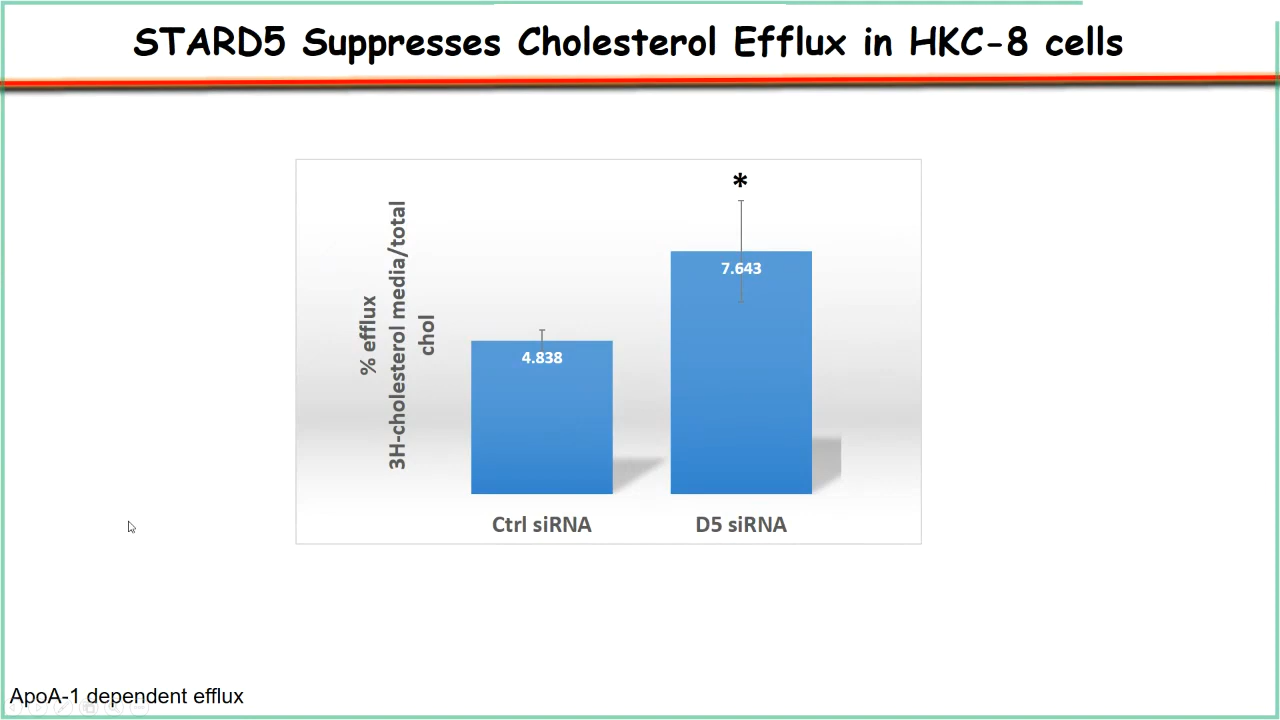 STARD5 Suppresses Cholesterol Efflux in HKC-8 cells
*
% efflux
3H-cholesterol media/total
chol
7.643
4.838
Ctrl siRNA
D5 siRNA
ApoA-1 dependent efflux